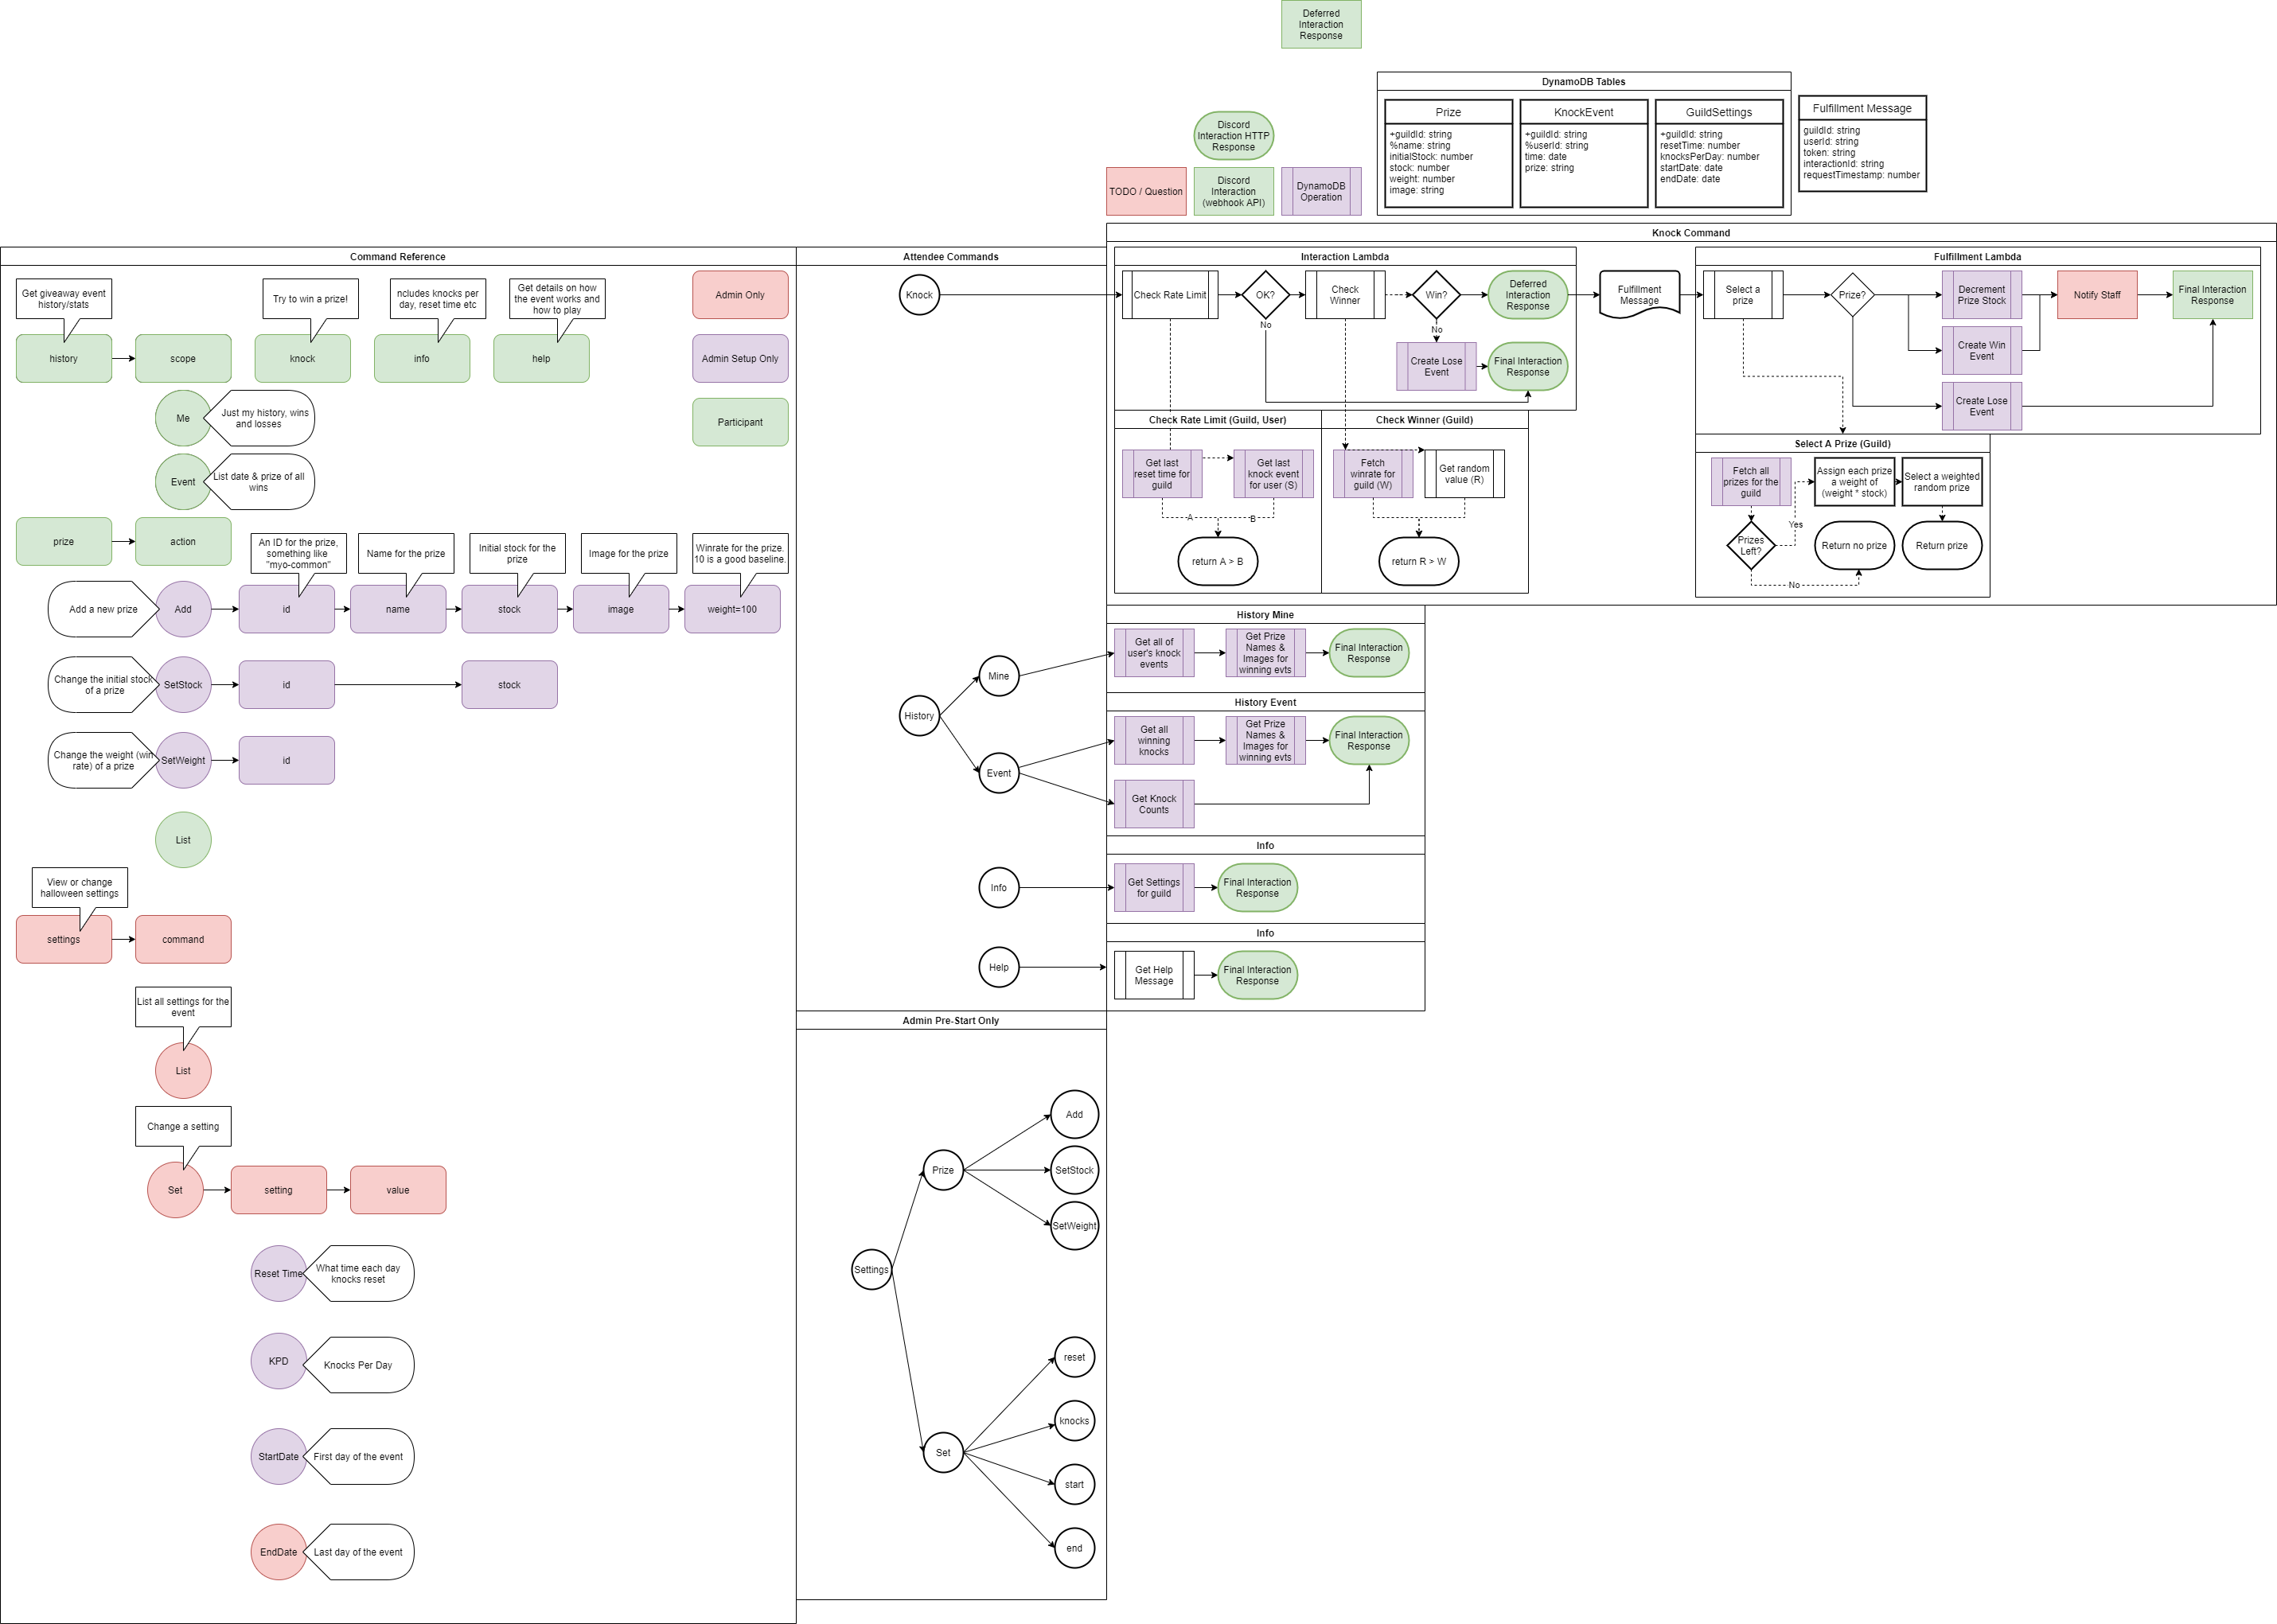 Deferred
Interaction
Response
DynamoDB Tables
Prize
+guildId: string
%name: string
initialStock: number
stock: number
weight: number
image: string
KnockEvent
+guildId: string
%userId: string
time: date
prize: string
GuildSettings
+guildId: string
resetTime: number
knocksPerDay: number
startDate: date
endDate: date
Fulfillment Message
guildId: string
userId: string
token: string
interactionId: string
requestTimestamp: number
Discord
Interaction HTTP
Response
TODO / Question
Discord
Interaction
(webhook API)
DynamoDB
Operation
Command Reference
Get giveaway event
history/stats
Try to win a prize!
ncludes knocks per
day, reset time etc
Get details on how
the event works and
how to play
Admin Only
history
scope
knock
info
help
Admin Setup Only
Me
Just my history, wins
and losses
Participant
Event
List date & prize of all
wins
prize
action
An ID for the prize,
something like
"myo-common"
Name for the prize
Initial stock for the
prize
Image for the prize
Winrate for the prize.
10 is a good baseline.
Add a new prize
Add
id
name
stock
image
weight=100
Change the initial stock
of a prize
SetStock
id
stock
Change the weight (win
rate) of a prize
SetWeight
id
List
View or change
halloween settings
settings
command
List all settings for the
event
List
Change a setting
Set
setting
value
Reset Time
What time each day
knocks reset
KPD
Knocks Per Day
StartDate
First day of the event
EndDate
Last day of the event
Attendee Commands
Knock
History
Mine
Event
Info
Help
Admin Pre-Start Only
Settings
Prize
Add
SetStock
SetWeight
Set
reset
knocks
start
end
Knock Command
Interaction Lambda
Check Rate Limit
OK?
No
Check
Winner
Win?
No
Deferred
Interaction
Response
Create Lose
Event
Final Interaction
Response
Fulfillment
Message
Fulfillment Lambda
Select a
prize
Prize?
Decrement
Prize Stock
Notify Staff
Final Interaction
Response
Create Win
Event
Create Lose
Event
Check Rate Limit (Guild, User)
Get last
reset time for
guild
Get last
knock event
for user (S)
A
B
return A > B
Check Winner (Guild)
Fetch
winrate for
guild (W)
Get random
value (R)
return R > W
Select A Prize (Guild)
Fetch all
prizes for the
guild
Assign each prize
a weight of
(weight * stock)
Select a weighted
random prize
Yes
Prizes
Left?
Return no prize
Return prize
No
History Mine
Get all of
user's knock
events
Get Prize
Names &
Images for
winning evts
Final Interaction
Response
History Event
Get all
winning
knocks
Get Prize
Names &
Images for
winning evts
Final Interaction
Response
Get Knock
Counts
Info
Get Settings
for guild
Final Interaction
Response
Info
Get Help
Message
Final Interaction
Response